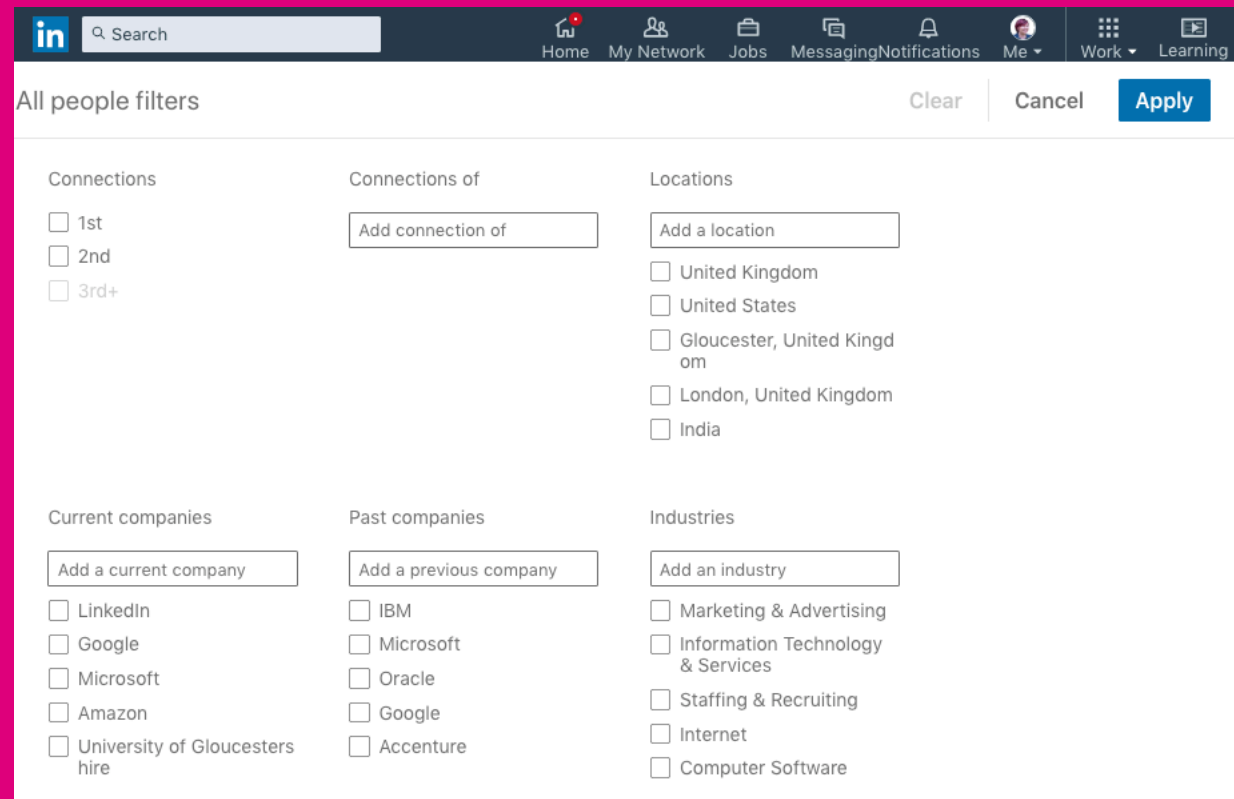 in Search
Home My Network Jobs Messaging Notifications Me Work Learning
All people filters Clear Cancel Apply
Connections
1st
2nd
3rd+
Connections of
Add connection of
Locations
Add a location
United Kingdom
United States
Gloucester, United Kingd
om
London, United Kingdom
India
Current companies
Add a current company
LinkedIn
Google
Microsoft
Amazon
University of Gloucesters
hire
Past companies
Add a previous company
IBM
Microsoft
Oracle
Google
Accenture
Industries
Add an industry
Marketing & Advertising
Information Technology
& Services
Staffing & Recruiting
Internet
Computer Software